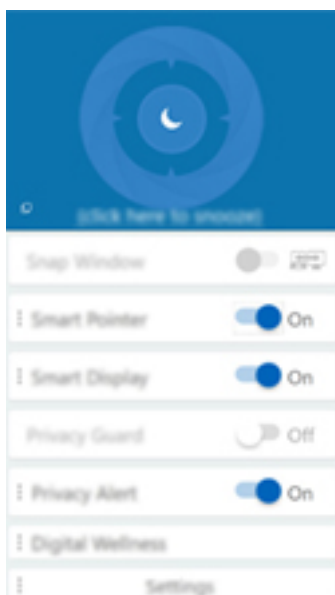 (click here to snooze)
Snap Window
Smart Pointer On
Smart Display On
Privacy Guard Off
Privacy Alert On
Digital Wellness
Settings